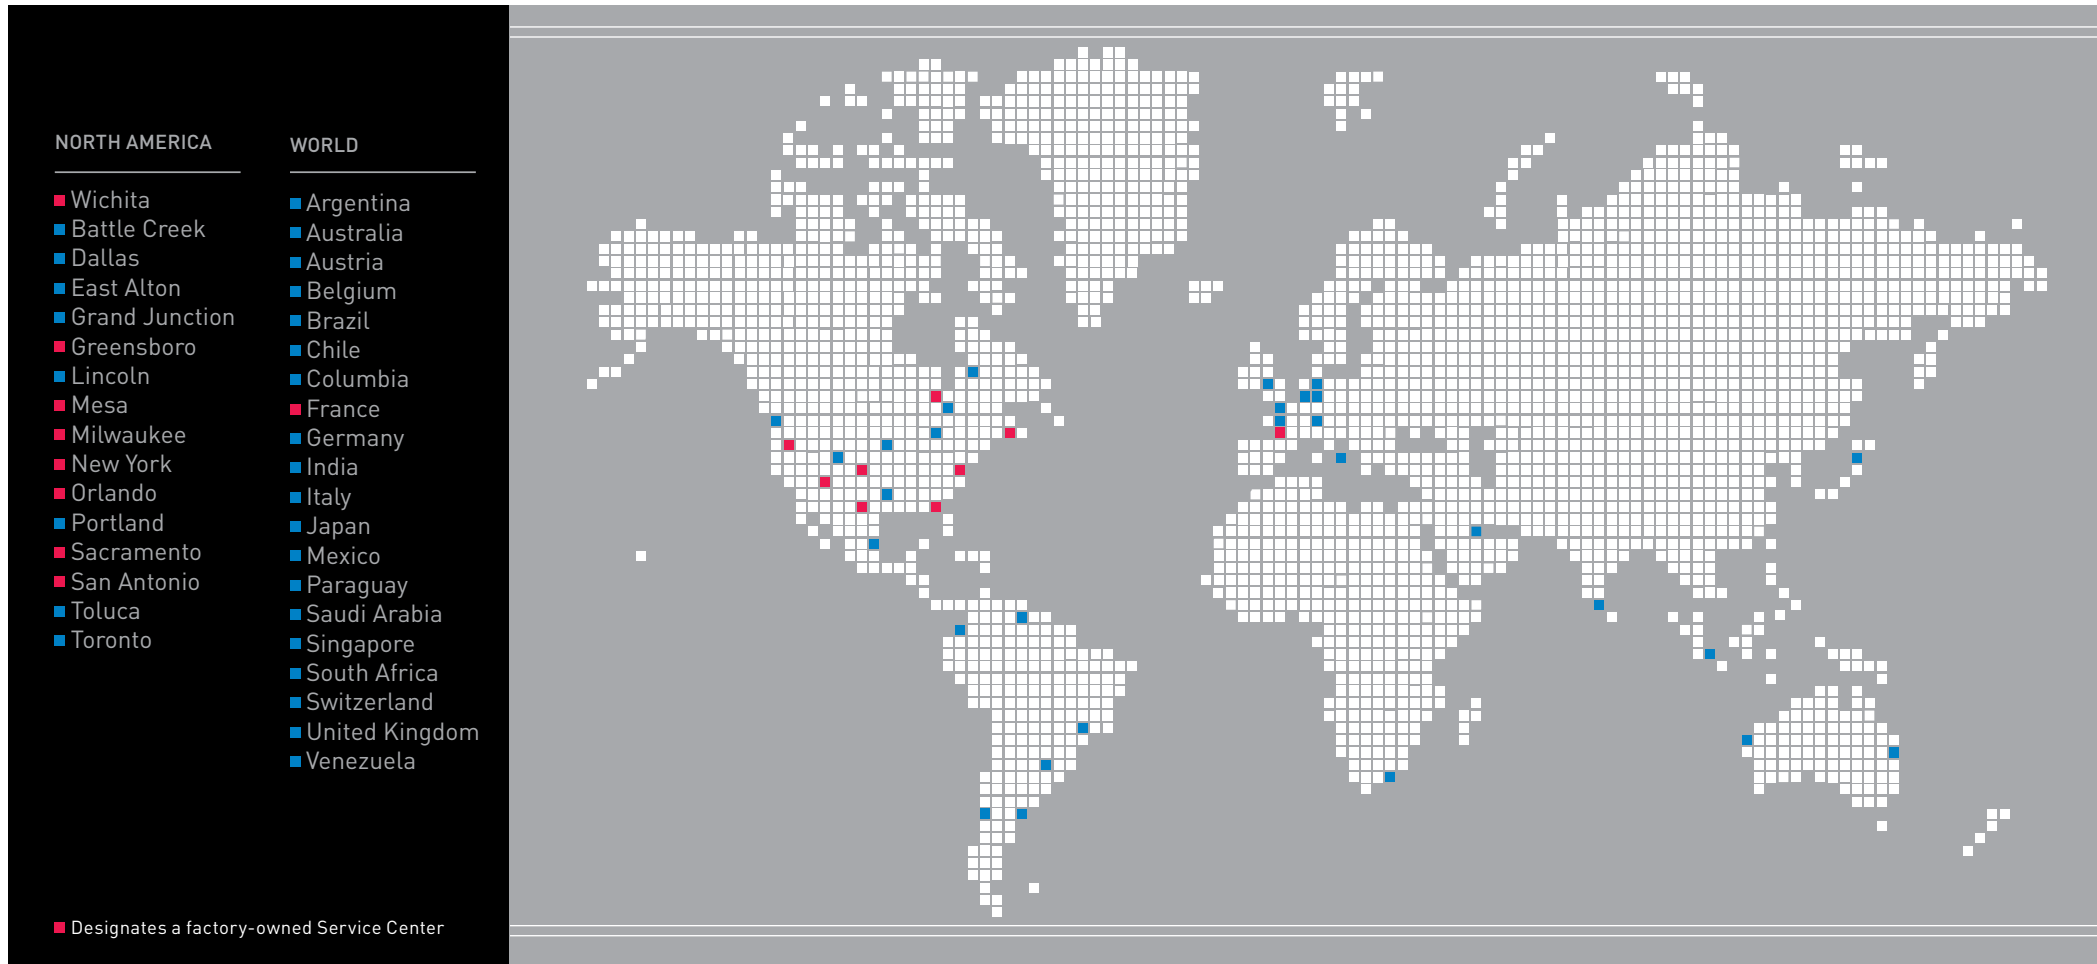 NORTH AMERICA
Wichita
Battle Creek
Dallas
East Alton
Grand Junction
Greensboro
Lincoln
Mesa
Milwaukee
New York
Orlando
Portland
Sacramento
San Antonio
Toluca
Toronto
WORLD
Argentina
Australia
Austria
Belgium
Brazil
Chile
Columbia
France
Germany
India
Italy
Japan
Mexico
Paraguay
Saudi Arabia
Singapore
South Africa
Switzerland
United Kingdom
Venezuela
Designates a factory-owned Service Center